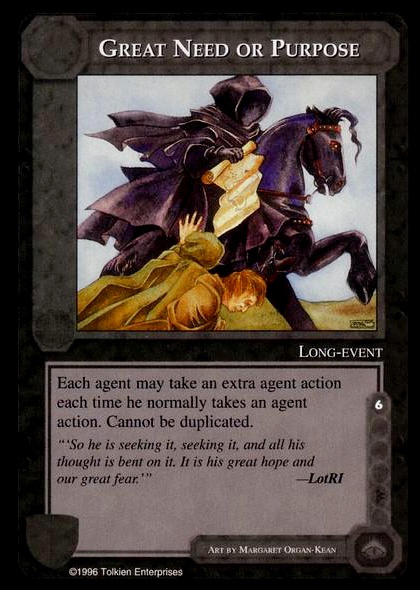 GREAT NEED OR PURPOSE
LONG-EVENT
Each agent may take an extra agent action
each time he normally takes an agent
action. Cannot be duplicated.
6
“‘So he is seeking it, seeking it, and all his
thought is bent on it. It is his great hope and
our great fear.’” —LotRI
ART BY MARGARET ORGAN-KEAN
©1996 Tolkien Enterprises